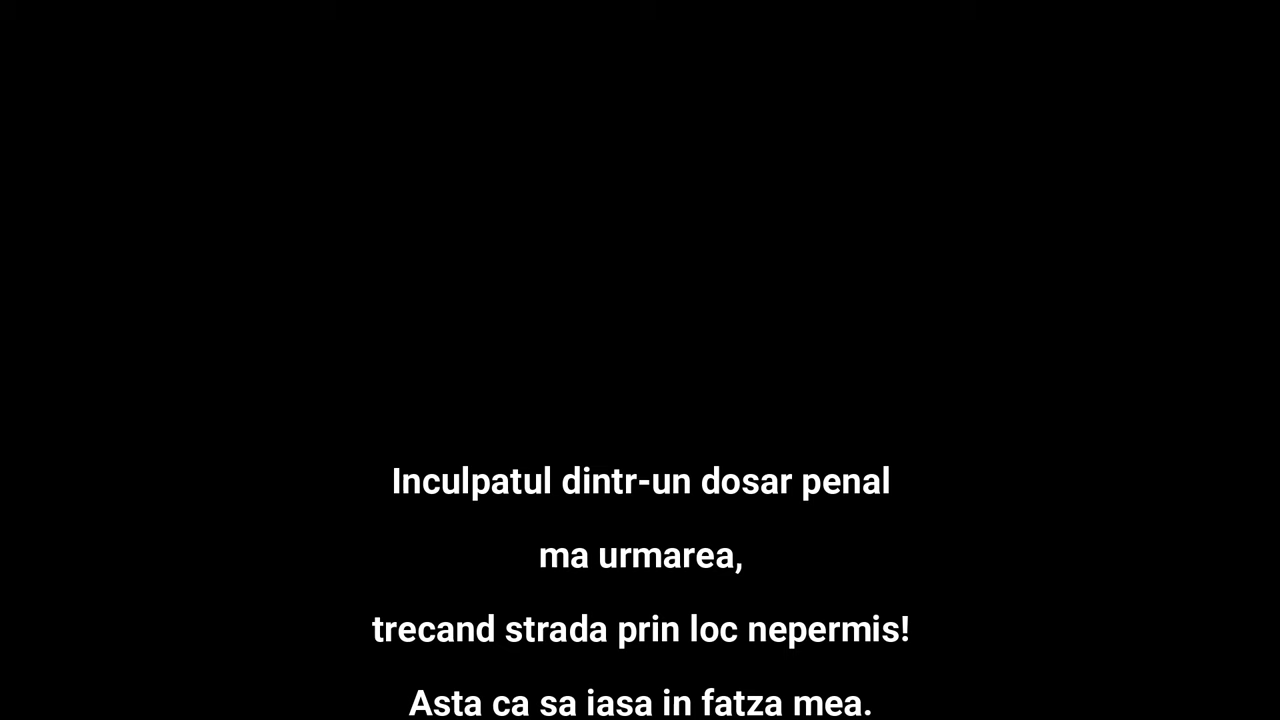 Inculpatul dintr-un dosar penal
ma urmarea,
trecand strada prin loc nepermis!
Asta ca sa iasa in fatza mea.